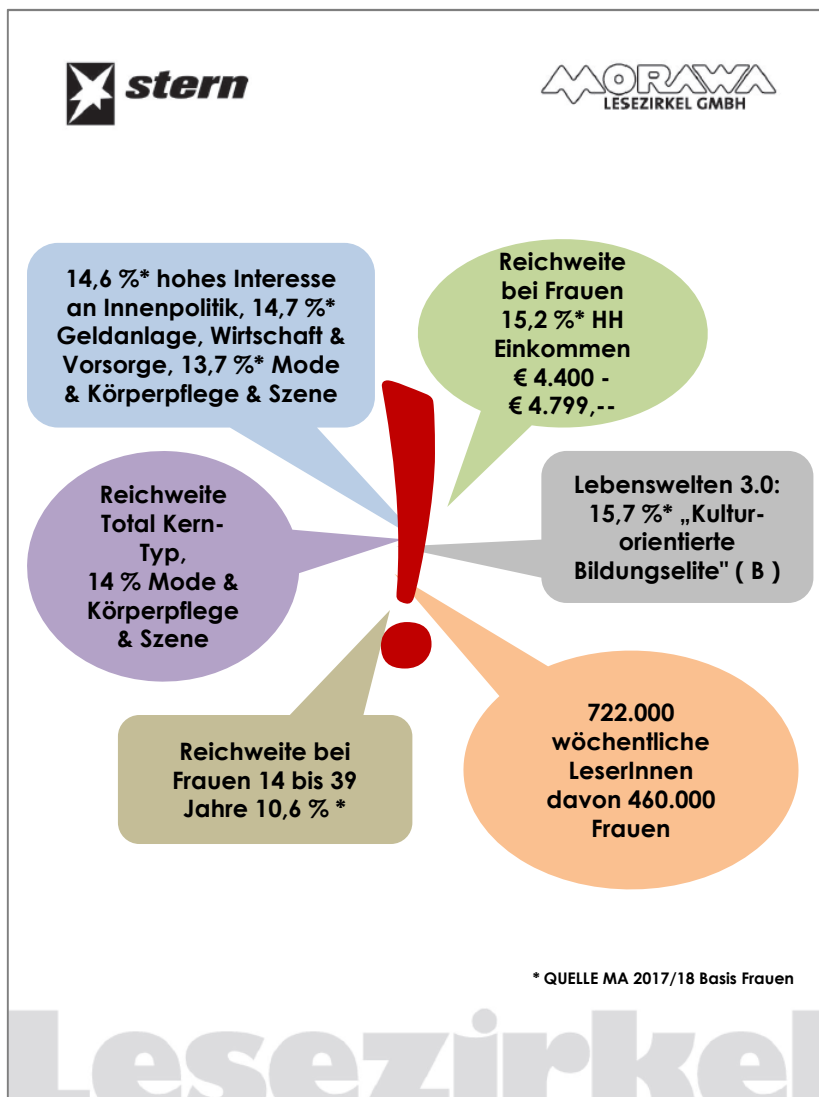 stern
MORAWA
LESEZIRKEL GMBH
14,6 %* hohes Interesse
an Innenpolitik, 14,7 %*
Geldanlage, Wirtschaft &
Vorsorge, 13,7 %* Mode
& Körperpflege & Szene
Reichweite
bei Frauen
15,2 %* HH
Einkommen
€ 4.400 -
€ 4.799,--
Reichweite
Total Kern-
Typ,
14 % Mode &
Körperpflege
& Szene
Lebenswelten 3.0:
15,7 %* „Kultur-
orientierte
Bildungselite" ( B )
Reichweite bei
Frauen 14 bis 39
Jahre 10,6 % *
722.000
wöchentliche
LeserInnen
davon 460.000
Frauen
* QUELLE MA 2017/18 Basis Frauen
Lesezirkel